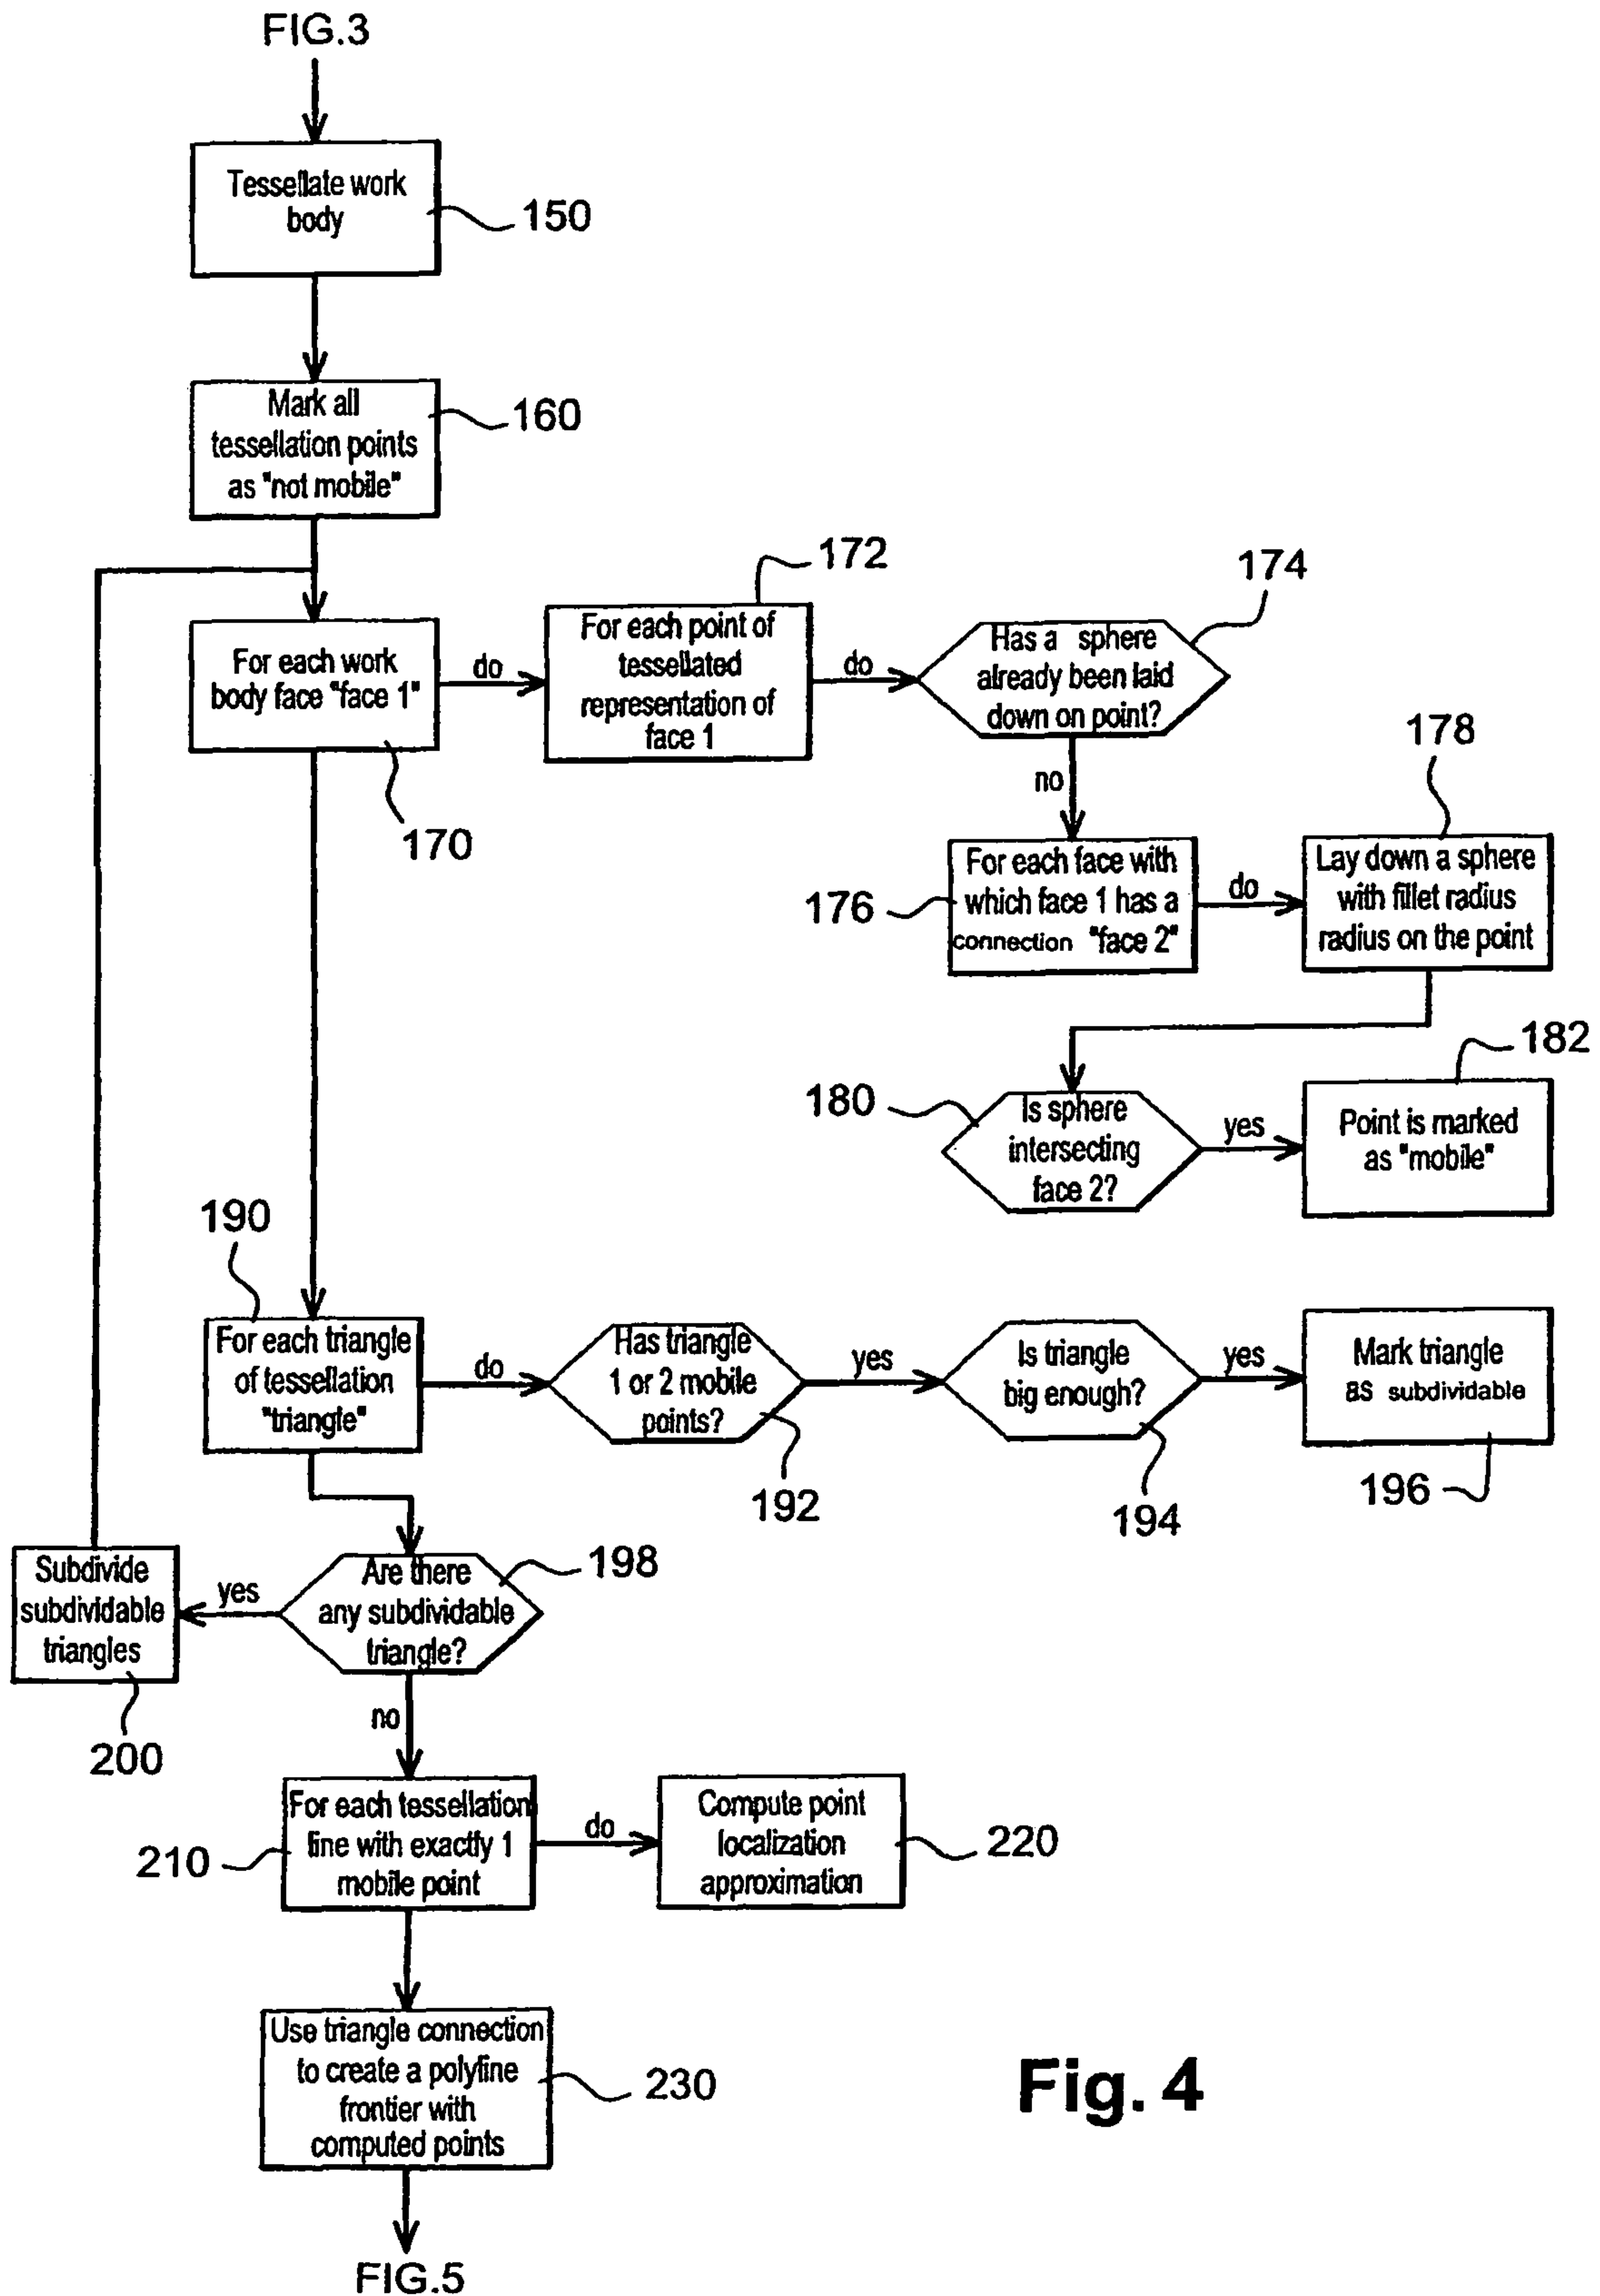 FIG.3
Tessellate work
body
150
Mark all
tessellation points
as "not mobile"
160
For each work
body face "face 1"
170
do
172
For each point of
tessellated
representation of
face 1
do
174
Has a sphere
already been laid
down on point?
no
176
For each face with
which face 1 has a
connection "face 2"
do
178
Lay down a sphere
with fillet radius
radius on the point
180
Is sphere
intersecting
face 2?
yes
182
Point is marked
as "mobile"
190
For each triangle
of tessellation
"triangle"
do
Has triangle
1 or 2 mobile
points?
192
yes
Is triangle
big enough?
194
yes
Mark triangle
as subdividable
196
Are there
any subdividable
triangle?
198
yes
Subdivide
subdividable
triangles
200
no
For each tessellation
line with exactly 1
mobile point
210
do
Compute point
localization
approximation
220
Use triangle connection
to create a polyline
frontier with
computed points
230
Fig. 4
FIG.5